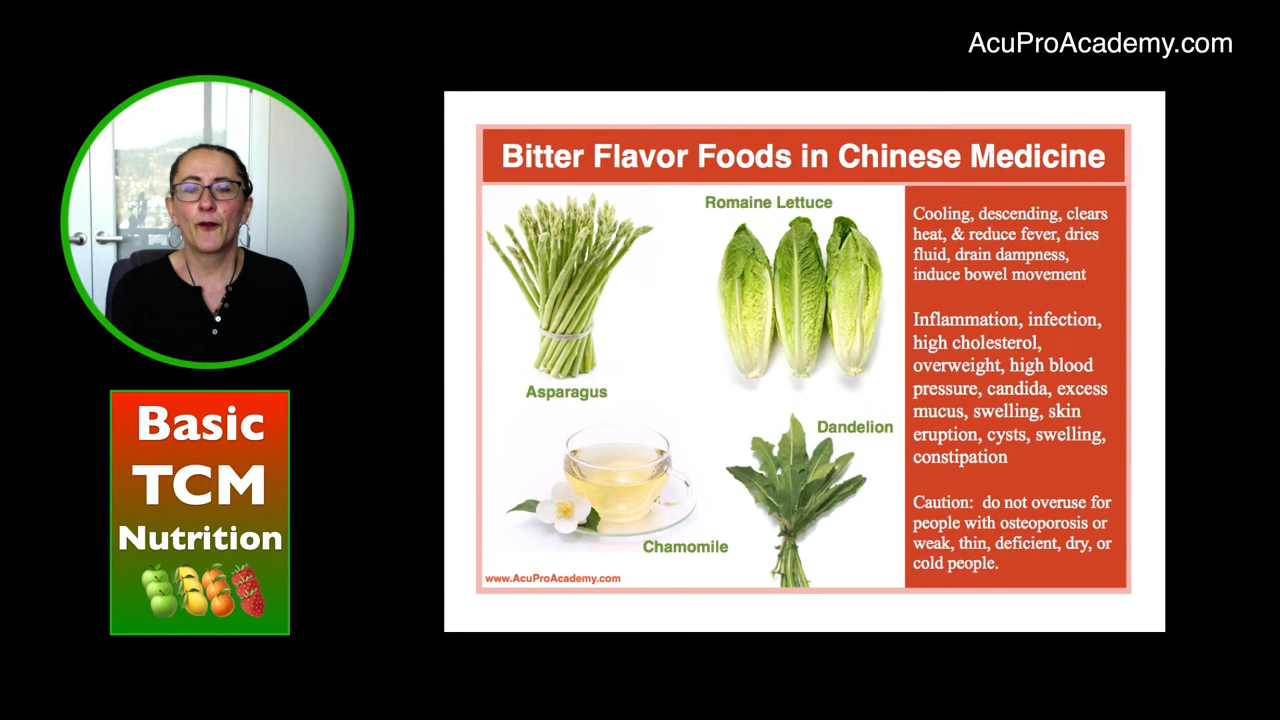 AcuProAcademy.com
Bitter Flavor Foods in Chinese Medicine
Romaine Lettuce
Asparagus
Dandelion
Chamomile
www.AcuProAcademy.com
Cooling, descending, clears
heat, & reduce fever, dries
fluid, drain dampness,
induce bowel movement
Inflammation, infection,
high cholesterol,
overweight, high blood
pressure, candida, excess
mucus, swelling, skin
eruption, cysts, swelling,
constipation
Caution: do not overuse for
people with osteoporosis or
weak, thin, deficient, dry, or
cold people.
Basic
TCM
Nutrition